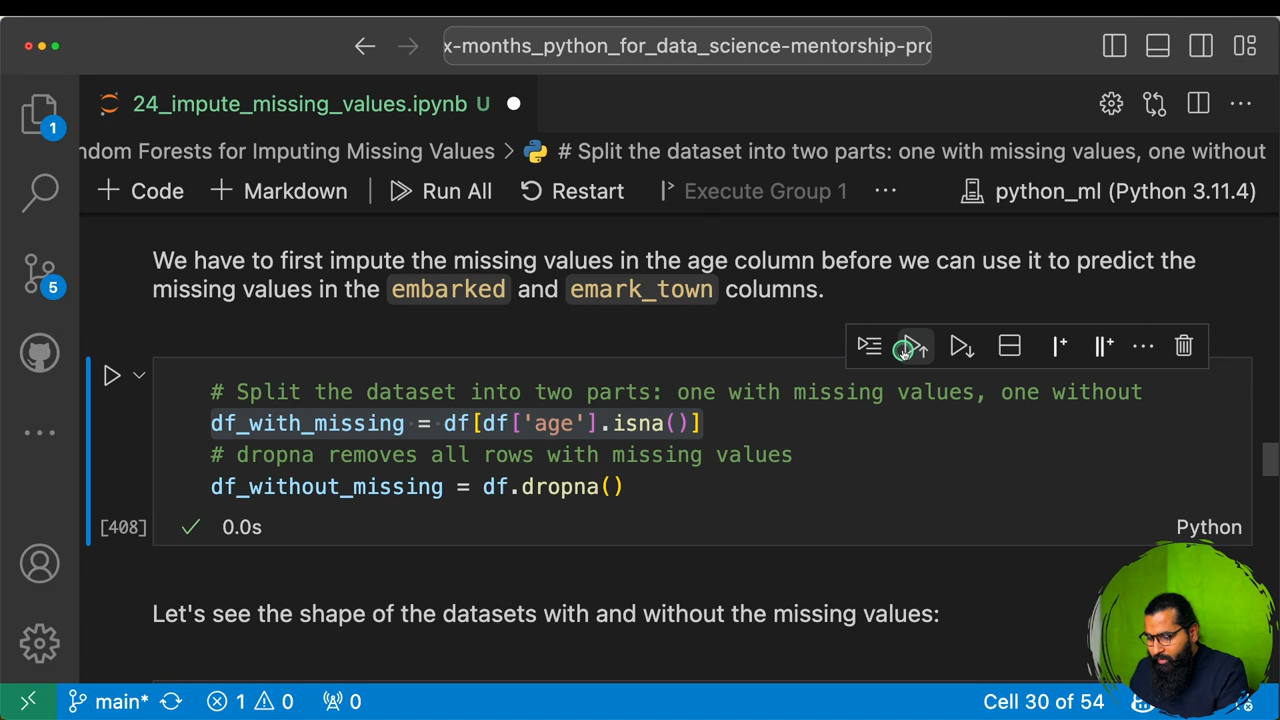 x-months_python_for_data_science-mentorship-pro
24_impute_missing_values.ipynb U
ndom Forests for Imputing Missing Values > # Split the dataset into two parts: one with missing values, one without
+ Code + Markdown | Run All Restart Execute Group 1 ... python_ml (Python 3.11.4)
We have to first impute the missing values in the age column before we can use it to predict the
missing values in the embarked and emark_town columns.
1
5
# Split the dataset into two parts: one with missing values, one without
df_with_missing = df[df['age'].isna()]
# dropna removes all rows with missing values
df_without_missing = df.dropna()
[408] ✓ 0.0s Python
Let's see the shape of the datasets with and without the missing values:
main* 1 0 0 Cell 30 of 54